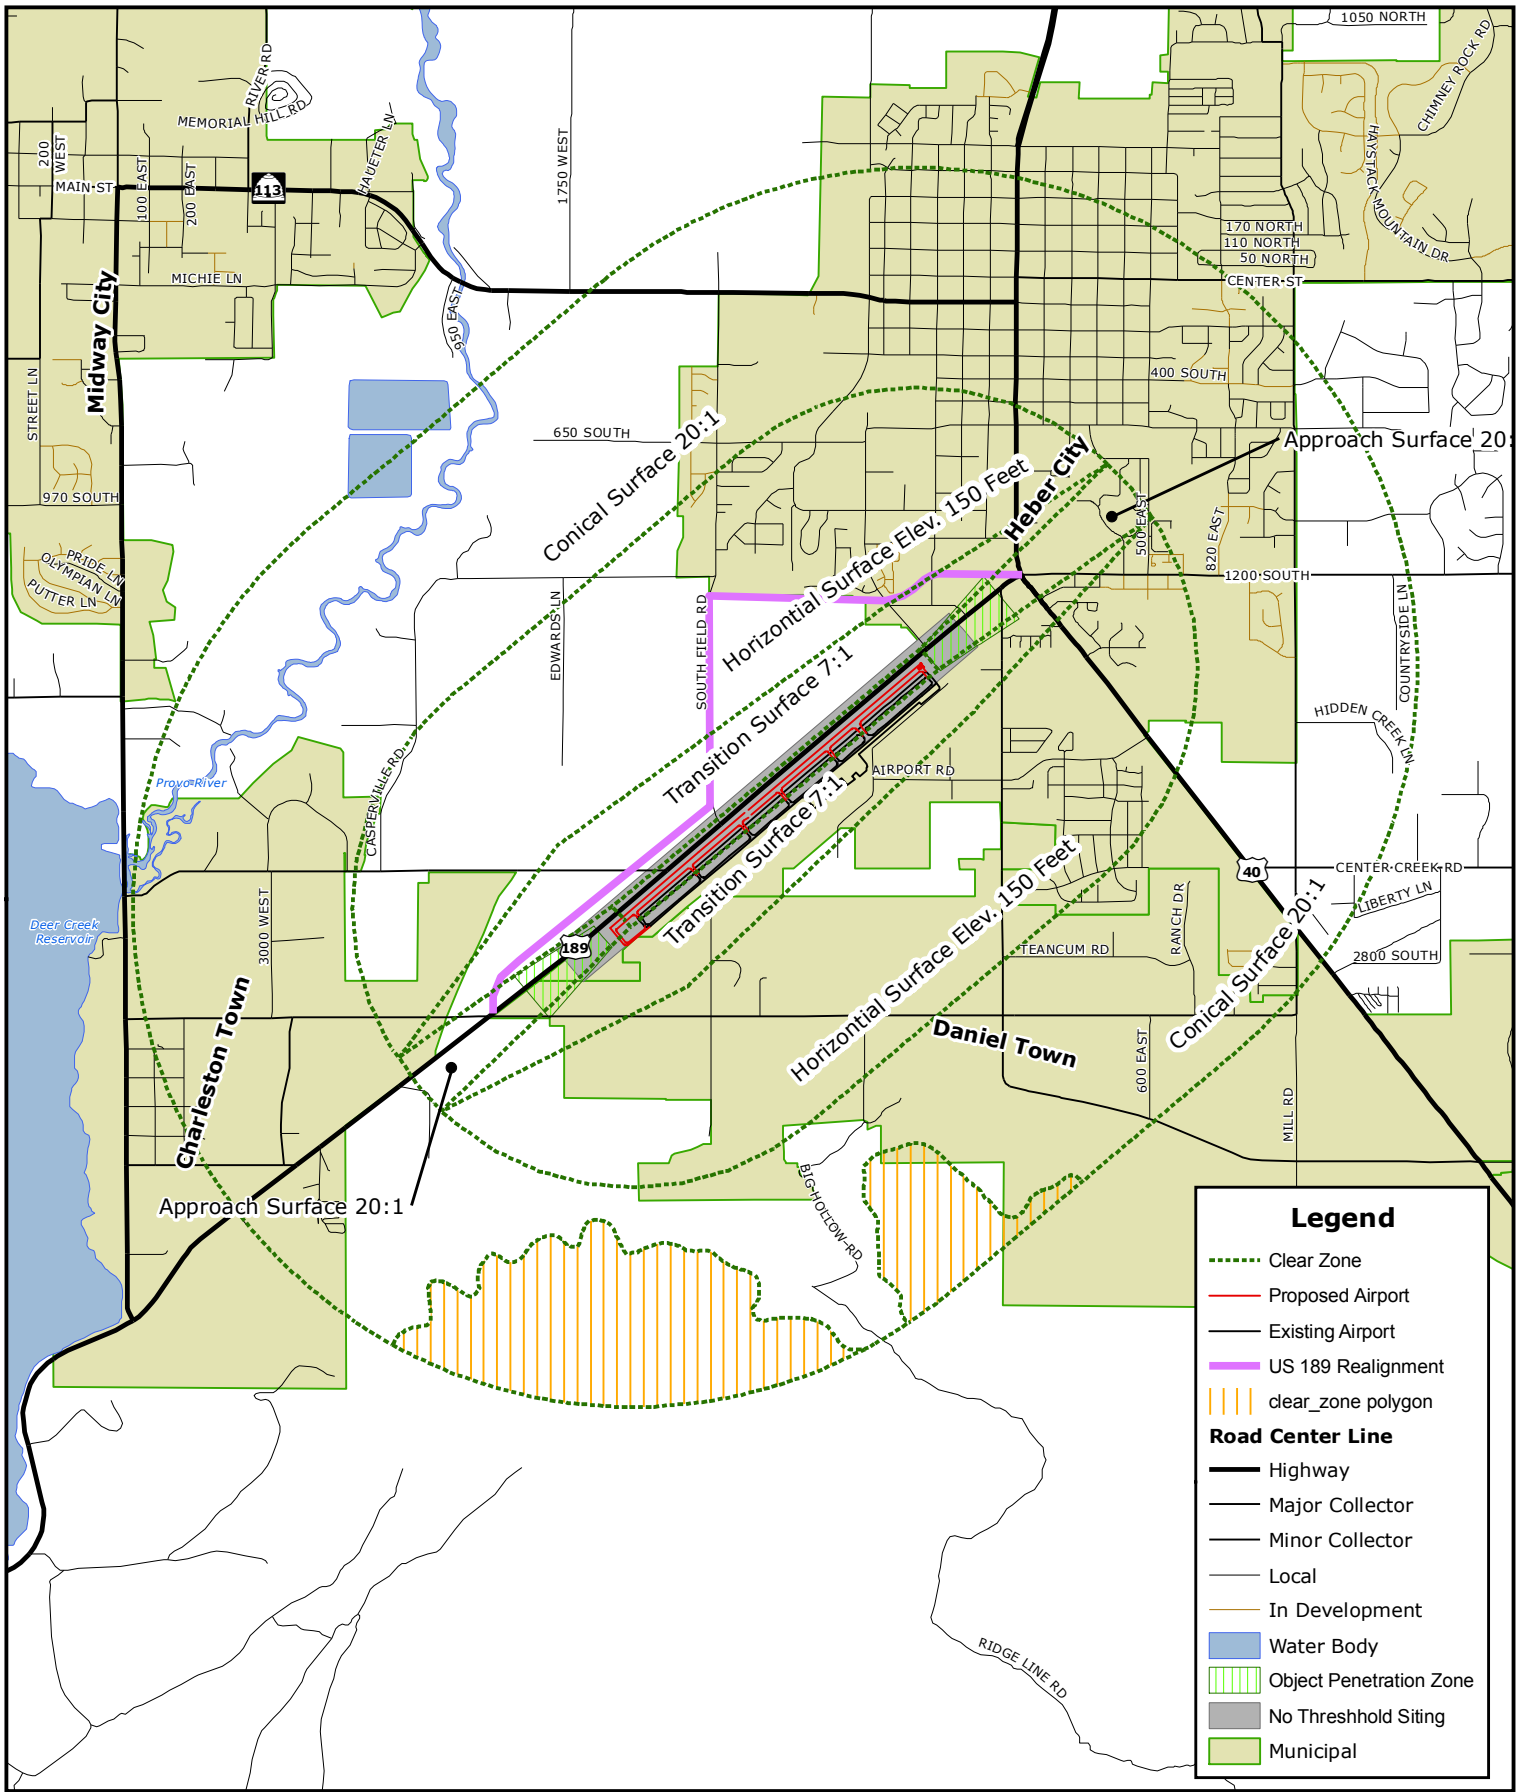 1050 NORTH
CHIMNEY ROCK RD
RIVER RD
MEMORIAL HILL RD
HAUETER LN
200 WEST
MAIN ST
100 EAST
200 EAST
113
1750 WEST
HAYSTACK MOUNTAIN DR
170 NORTH
110 NORTH
50 NORTH
CENTER ST
MICHIE LN
950 EAST
Midway City
STREET LN
400 SOUTH
650 SOUTH
Conical Surface 20:1
Approach Surface 20:
Heber City
Horizontial Surface Elev. 150 Feet
970 SOUTH
500 EAST
820 EAST
PRIDE LN
OLYMPIAN LN
PUTTER LN
1200 SOUTH
EDWARDS LN
SOUTH FIELD RD
COUNTRYSIDE LN
Transition Surface 7:1
HIDDEN CREEK LN
Provo River
CASPERVILLE RD
AIRPORT RD
Transition Surface 7:1
40
CENTER CREEK RD
LIBERTY LN
Deer Creek
Reservoir
3000 WEST
189
Horizontial Surface Elev. 150 Feet
TEANCUM RD
RANCH DR
Conical Surface 20:1
2800 SOUTH
Charleston Town
Daniel Town
600 EAST
MILL RD
Approach Surface 20:1
BIG HOLLOW RD
RIDGE LINE RD
Legend
Clear Zone
Proposed Airport
Existing Airport
US 189 Realignment
clear_zone polygon
Road Center Line
Highway
Major Collector
Minor Collector
Local
In Development
Water Body
Object Penetration Zone
No Threshhold Siting
Municipal